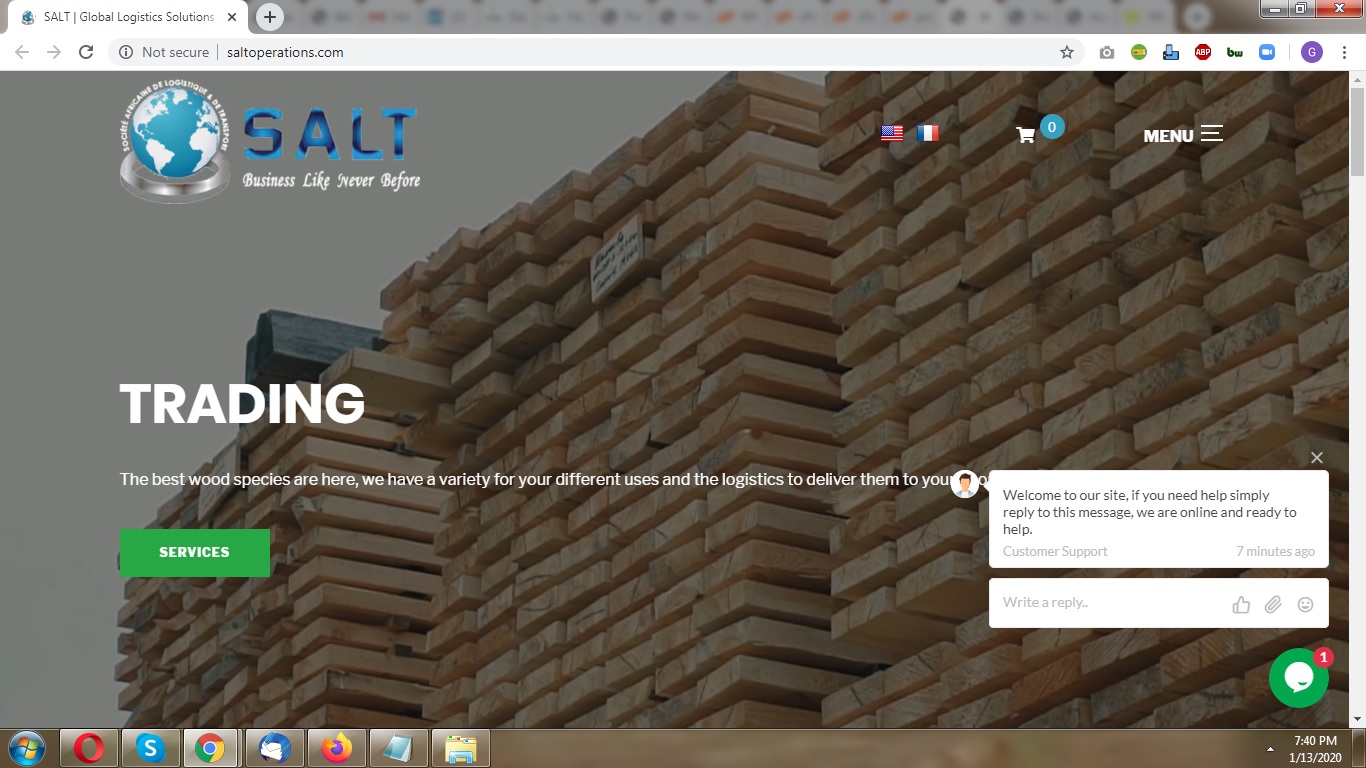 SALT | Global Logistics Solutions
Not secure
saltoperations.com
ABP
bw
G
SOCIÉTÉ AFRICAINE DE LOGISTIQUE & DE TRANSPORT
SALT
Business Like Never Before
0
MENU
TRADING
The best wood species are here, we have a variety for your different uses and the logistics to deliver them to your
SERVICES
Welcome to our site, if you need help simply
reply to this message, we are online and ready to
help.
Customer Support
7 minutes ago
Write a reply..
1
7:40 PM
1/13/2020